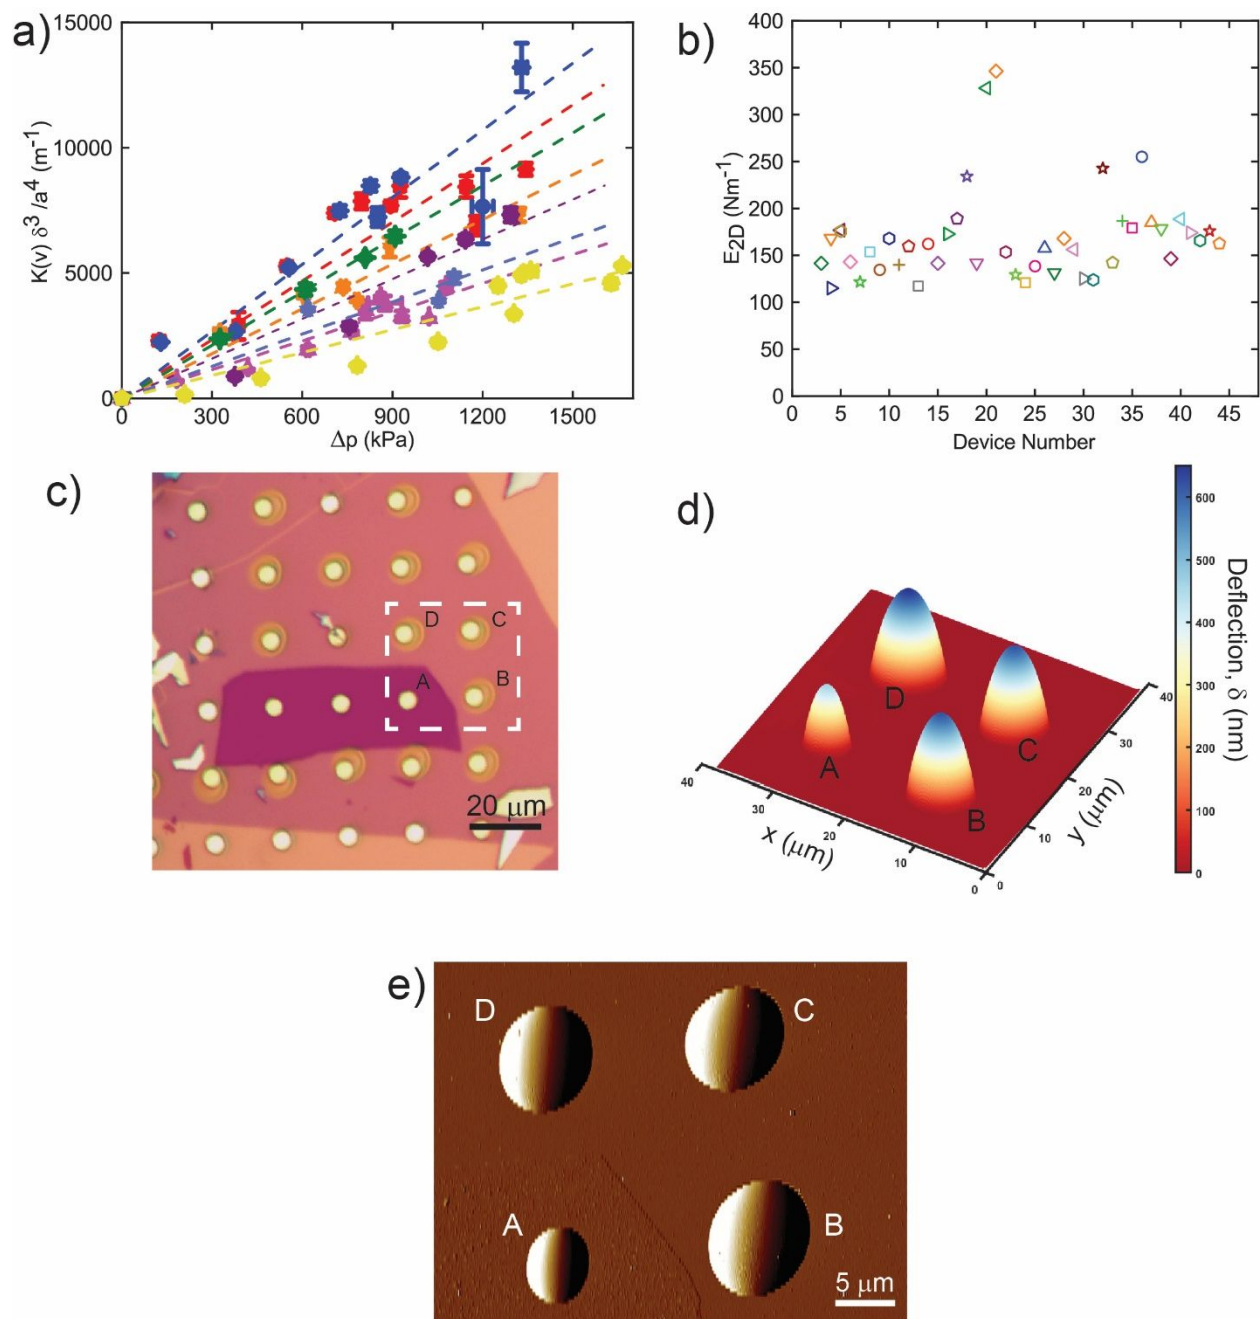 a)
K(ν) δ³/a⁴ (m⁻¹)
15000
10000
5000
0
0 300 600 900 1200 1500
Δp (kPa)
b)
E2D (Nm⁻¹)
400
350
300
250
200
150
100
50
0
0 5 10 15 20 25 30 35 40 45
Device Number
c)
D C
A B
20 μm
d)
D
C
A
B
40
30
20
10
0
x (μm)
0
10
20
30
40
y (μm)
600
500
400
300
200
100
0
Deflection, δ (nm)
e)
D C
A B
5 μm